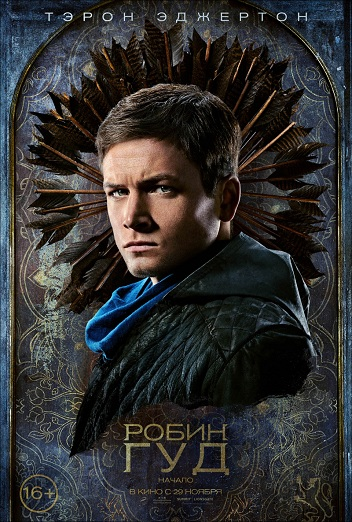 ТЭРОН ЭДЖЕРТОН
РОБИН
ГУД
НАЧАЛО
16+
В КИНО С 29 НОЯБРЯ